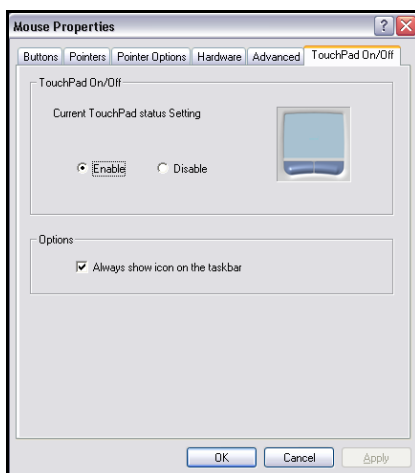 Mouse Properties
Buttons Pointers Pointer Options Hardware Advanced TouchPad On/Off
TouchPad On/Off
Current TouchPad status Setting
Enable Disable
Options
Always show icon on the taskbar
OK Cancel Apply